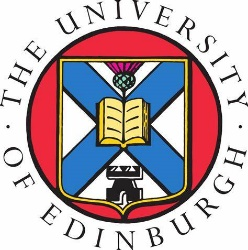 · THE UNIVERSITY ·
OF EDINBURGH